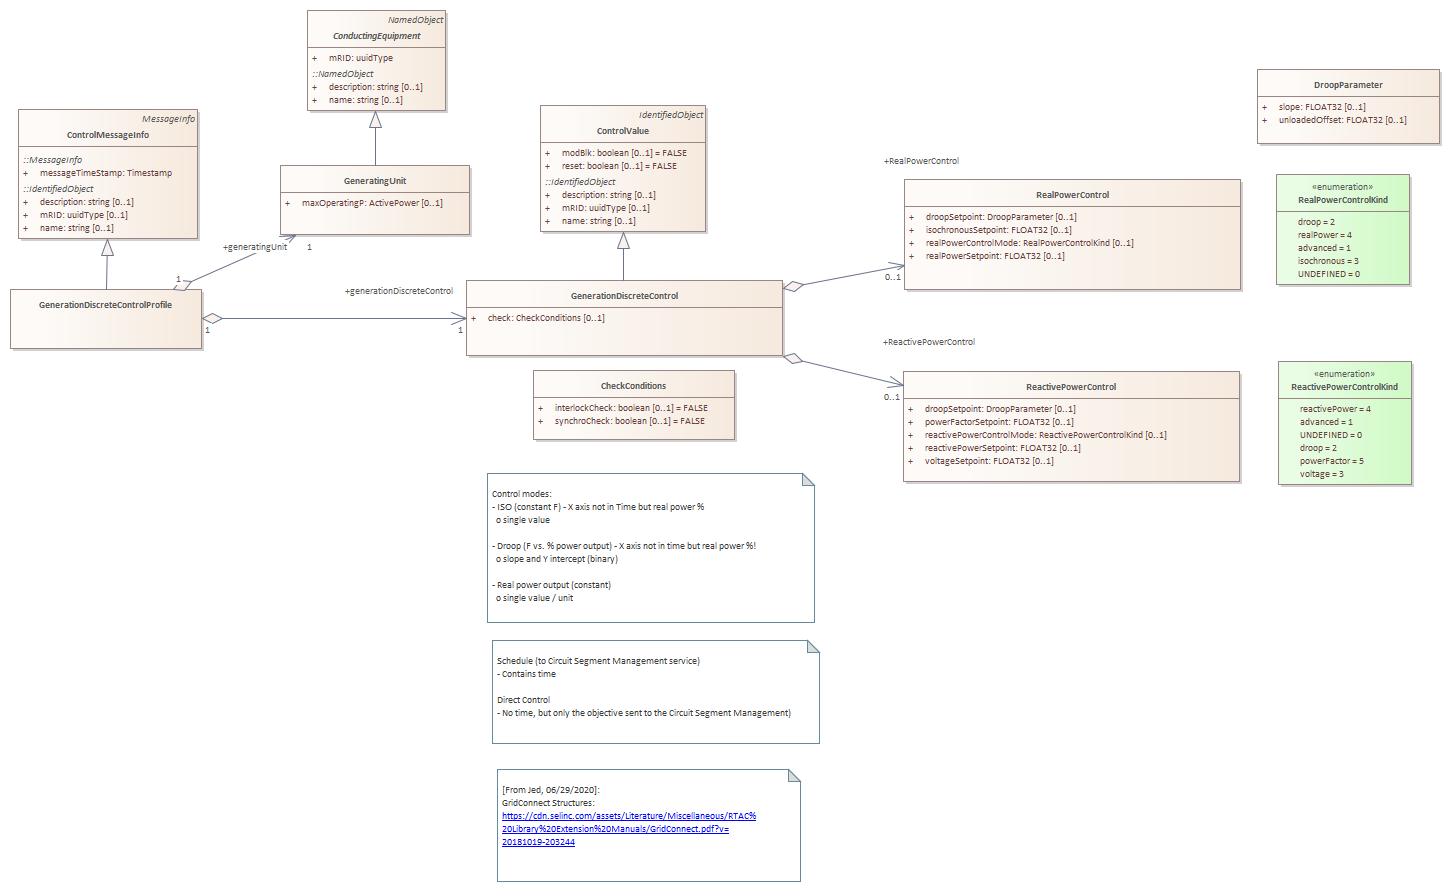 NamedObject
ConductingEquipment
+ mRID: uuidType
::NamedObject
+ description: string [0..1]
+ name: string [0..1]
MessageInfo
ControlMessageInfo
::MessageInfo
+ messageTimeStamp: Timestamp
::IdentifiedObject
+ description: string [0..1]
+ mRID: uuidType [0..1]
+ name: string [0..1]
GeneratingUnit
+ maxOperatingP: ActivePower [0..1]
IdentifiedObject
ControlValue
+ modBlk: boolean [0..1] = FALSE
+ reset: boolean [0..1] = FALSE
::IdentifiedObject
+ description: string [0..1]
+ mRID: uuidType [0..1]
+ name: string [0..1]
DroopParameter
+ slope: FLOAT32 [0..1]
+ unloadedOffset: FLOAT32 [0..1]
+RealPowerControl
RealPowerControl
+ droopSetpoint: DroopParameter [0..1]
+ isochronousSetpoint: FLOAT32 [0..1]
+ realPowerControlMode: RealPowerControlKind [0..1]
+ realPowerSetpoint: FLOAT32 [0..1]
0..1
«enumeration»
RealPowerControlKind
droop = 2
realPower = 4
advanced = 1
isochronous = 3
UNDEFINED = 0
+generatingUnit
1
1
GenerationDiscreteControlProfile
1
+generationDiscreteControl
1
GenerationDiscreteControl
+ check: CheckConditions [0..1]
+ReactivePowerControl
0..1
ReactivePowerControl
+ droopSetpoint: DroopParameter [0..1]
+ powerFactorSetpoint: FLOAT32 [0..1]
+ reactivePowerControlMode: ReactivePowerControlKind [0..1]
+ reactivePowerSetpoint: FLOAT32 [0..1]
+ voltageSetpoint: FLOAT32 [0..1]
«enumeration»
ReactivePowerControlKind
reactivePower = 4
advanced = 1
UNDEFINED = 0
droop = 2
powerFactor = 5
voltage = 3
CheckConditions
+ interlockCheck: boolean [0..1] = FALSE
+ synchroCheck: boolean [0..1] = FALSE
Control modes:
- ISO (constant F) - X axis not in Time but real power %
o single value
- Droop (F vs. % power output) - X axis not in time but real power %!
o slope and Y intercept (binary)
- Real power output (constant)
o single value / unit
Schedule (to Circuit Segment Management service)
- Contains time
Direct Control
- No time, but only the objective sent to the Circuit Segment Management)
[From Jed, 06/29/2020]:
GridConnect Structures:
https://cdn.selinc.com/assets/Literature/Miscellaneous/RTAC%
20Library%20Extension%20Manuals/GridConnect.pdf?v=
20181019-203244